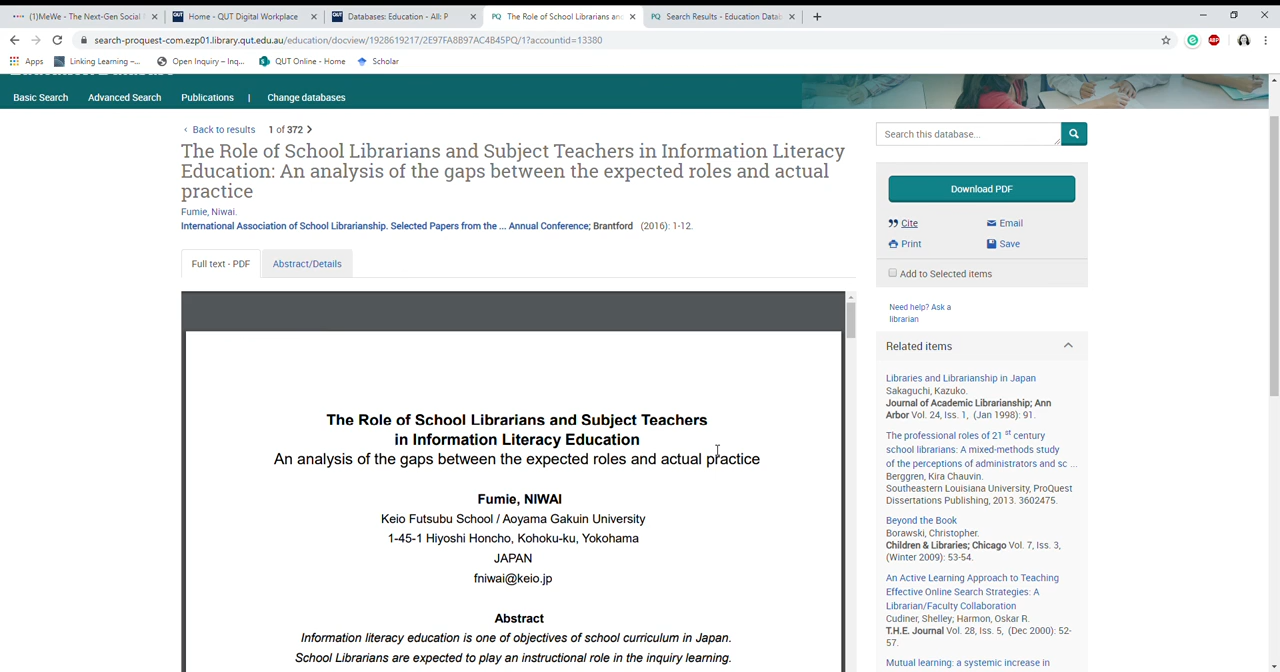 (1)MeWe - The Next-Gen Social
Home - QUT Digital Workplace
Databases: Education - All: P
The Role of School Librarians and
Search Results - Education Datab
search-proquest-com.ezp01.library.qut.edu.au/education/docview/1928619217/2E97FA8B97AC4B45PQ/1?accountid=13380
Apps
Linking Learning –...
Open Inquiry – Inq...
QUT Online - Home
Scholar
Basic Search
Advanced Search
Publications
|
Change databases
‹ Back to results
1 of 372
The Role of School Librarians and Subject Teachers in Information Literacy
Education: An analysis of the gaps between the expected roles and actual
practice
Fumie, Niwai.
International Association of School Librarianship. Selected Papers from the ... Annual Conference; Brantford (2016): 1-12.
Full text - PDF
Abstract/Details
The Role of School Librarians and Subject Teachers
in Information Literacy Education
An analysis of the gaps between the expected roles and actual practice
Fumie, NIWAI
Keio Futsubu School / Aoyama Gakuin University
1-45-1 Hiyoshi Honcho, Kohoku-ku, Yokohama
JAPAN
fniwai@keio.jp
Abstract
Information literacy education is one of objectives of school curriculum in Japan.
School Librarians are expected to play an instructional role in the inquiry learning.
Search this database...
Download PDF
Cite
Email
Print
Save
Add to Selected items
Need help? Ask a
librarian
Related items
Libraries and Librarianship in Japan
Sakaguchi, Kazuko.
Journal of Academic Librarianship; Ann
Arbor Vol. 24, Iss. 1, (Jan 1998): 91.
The professional roles of 21 st century
school librarians: A mixed-methods study
of the perceptions of administrators and sc ...
Berggren, Kira Chauvin.
Southeastern Louisiana University, ProQuest
Dissertations Publishing, 2013. 3602475.
Beyond the Book
Borawski, Christopher.
Children & Libraries; Chicago Vol. 7, Iss. 3,
(Winter 2009): 53-54.
An Active Learning Approach to Teaching
Effective Online Search Strategies: A
Librarian/Faculty Collaboration
Cudiner, Shelley; Harmon, Oskar R.
T.H.E. Journal Vol. 28, Iss. 5, (Dec 2000): 52-
57.
Mutual learning: a systemic increase in